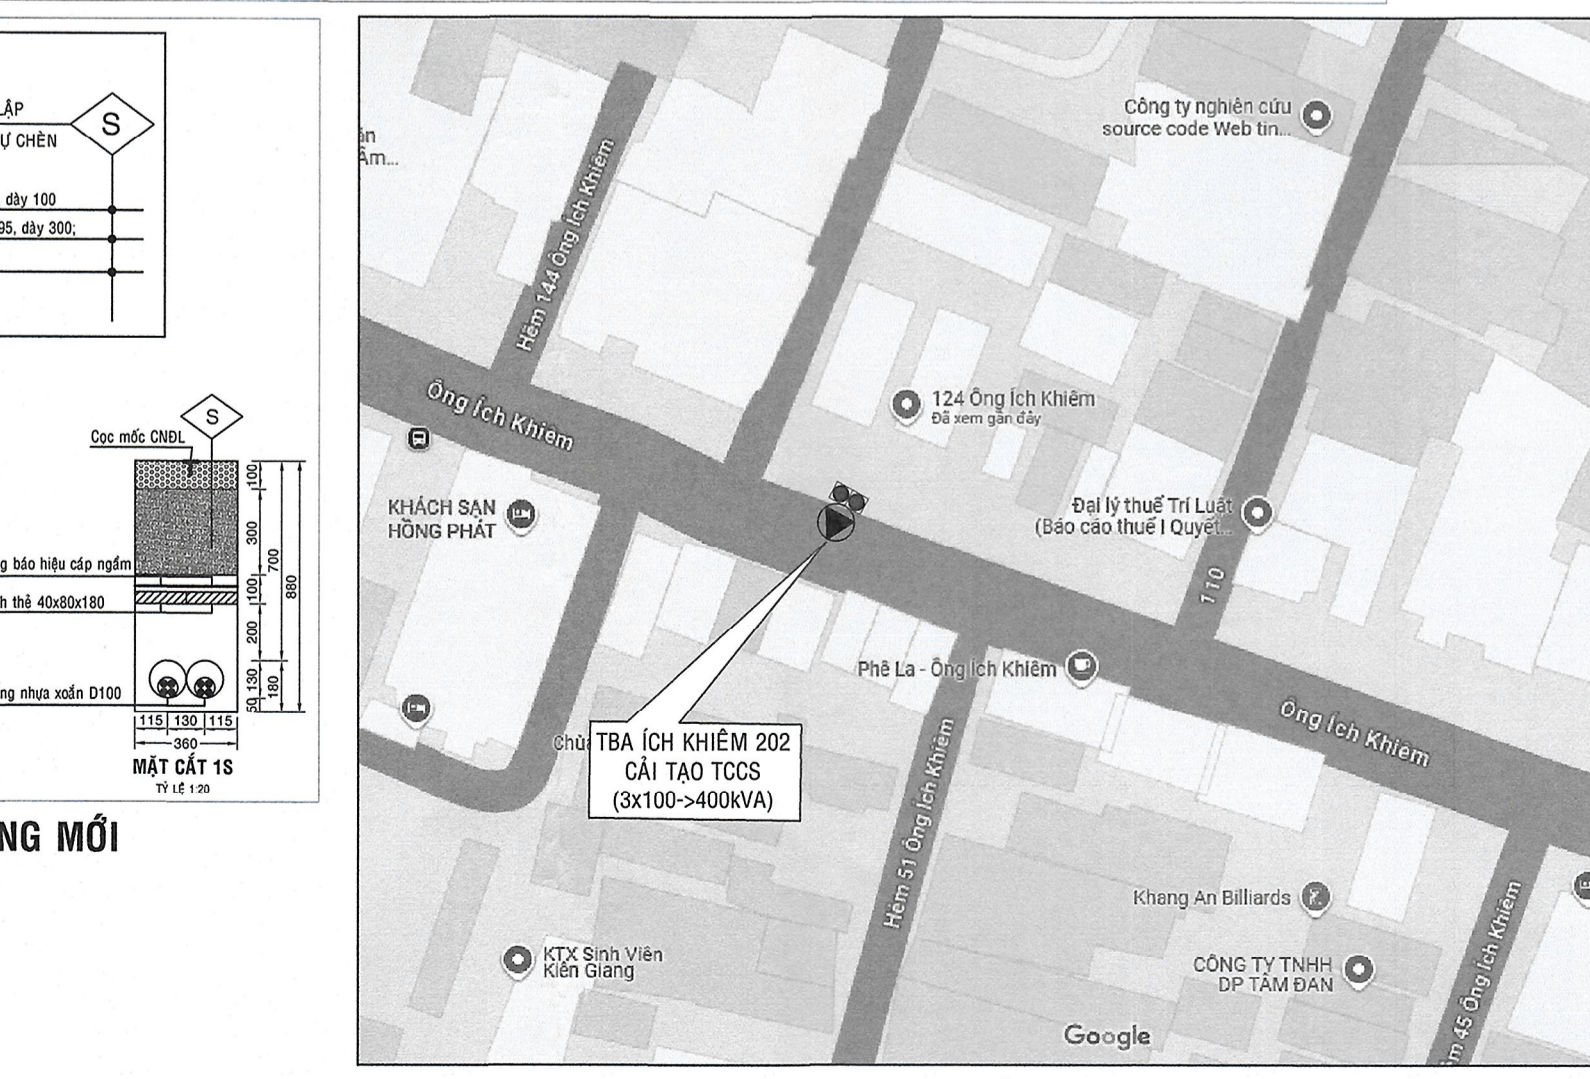 LẬP
S
Ự CHÈN
dày 100
95, dày 300;
S
Cọc mốc CNĐL
100
300
700
880
g báo hiệu cáp ngầm
100
h thẻ 40x80x180
200
130
180
ng nhựa xoắn D100
50
115 130 115
360
MẶT CẮT 1S
TỶ LỆ 1:20
NG MỚI
Ấm...
Hẻm 144 Ông Ích Khiêm
Công ty nghiên cứu
source code Web tin...
Ông Ích Khiêm
124 Ông Ích Khiêm
Đã xem gần đây
KHÁCH SẠN
HỒNG PHÁT
Đại lý thuế Trí Luật
(Báo cáo thuế | Quyết...
110
Phê La - Ông Ích Khiêm
Ông Ích Khiêm
Chùa
TBA ÍCH KHIÊM 202
CẢI TẠO TCCS
(3x100->400kVA)
Hẻm 51 Ông Ích Khiêm
Khang An Billiards
KTX Sinh Viên
Kiên Giang
CÔNG TY TNHH
DP TÂM ĐAN
ẻm 45 Ông Ích Khiêm
Google